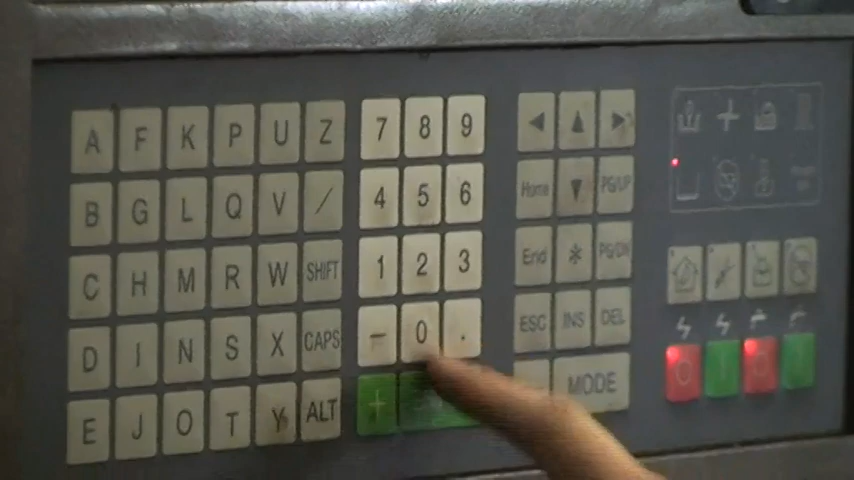 A F K P U Z 7 8 9 ◀ ▲ ▶
B G L Q V / 4 5 6 Home ▼ PG/UP
C H M R W SHIFT 1 2 3 End * PG/DN
D I N S X CAPS - 0 . ESC INS DEL
E J O T Y ALT + MODE